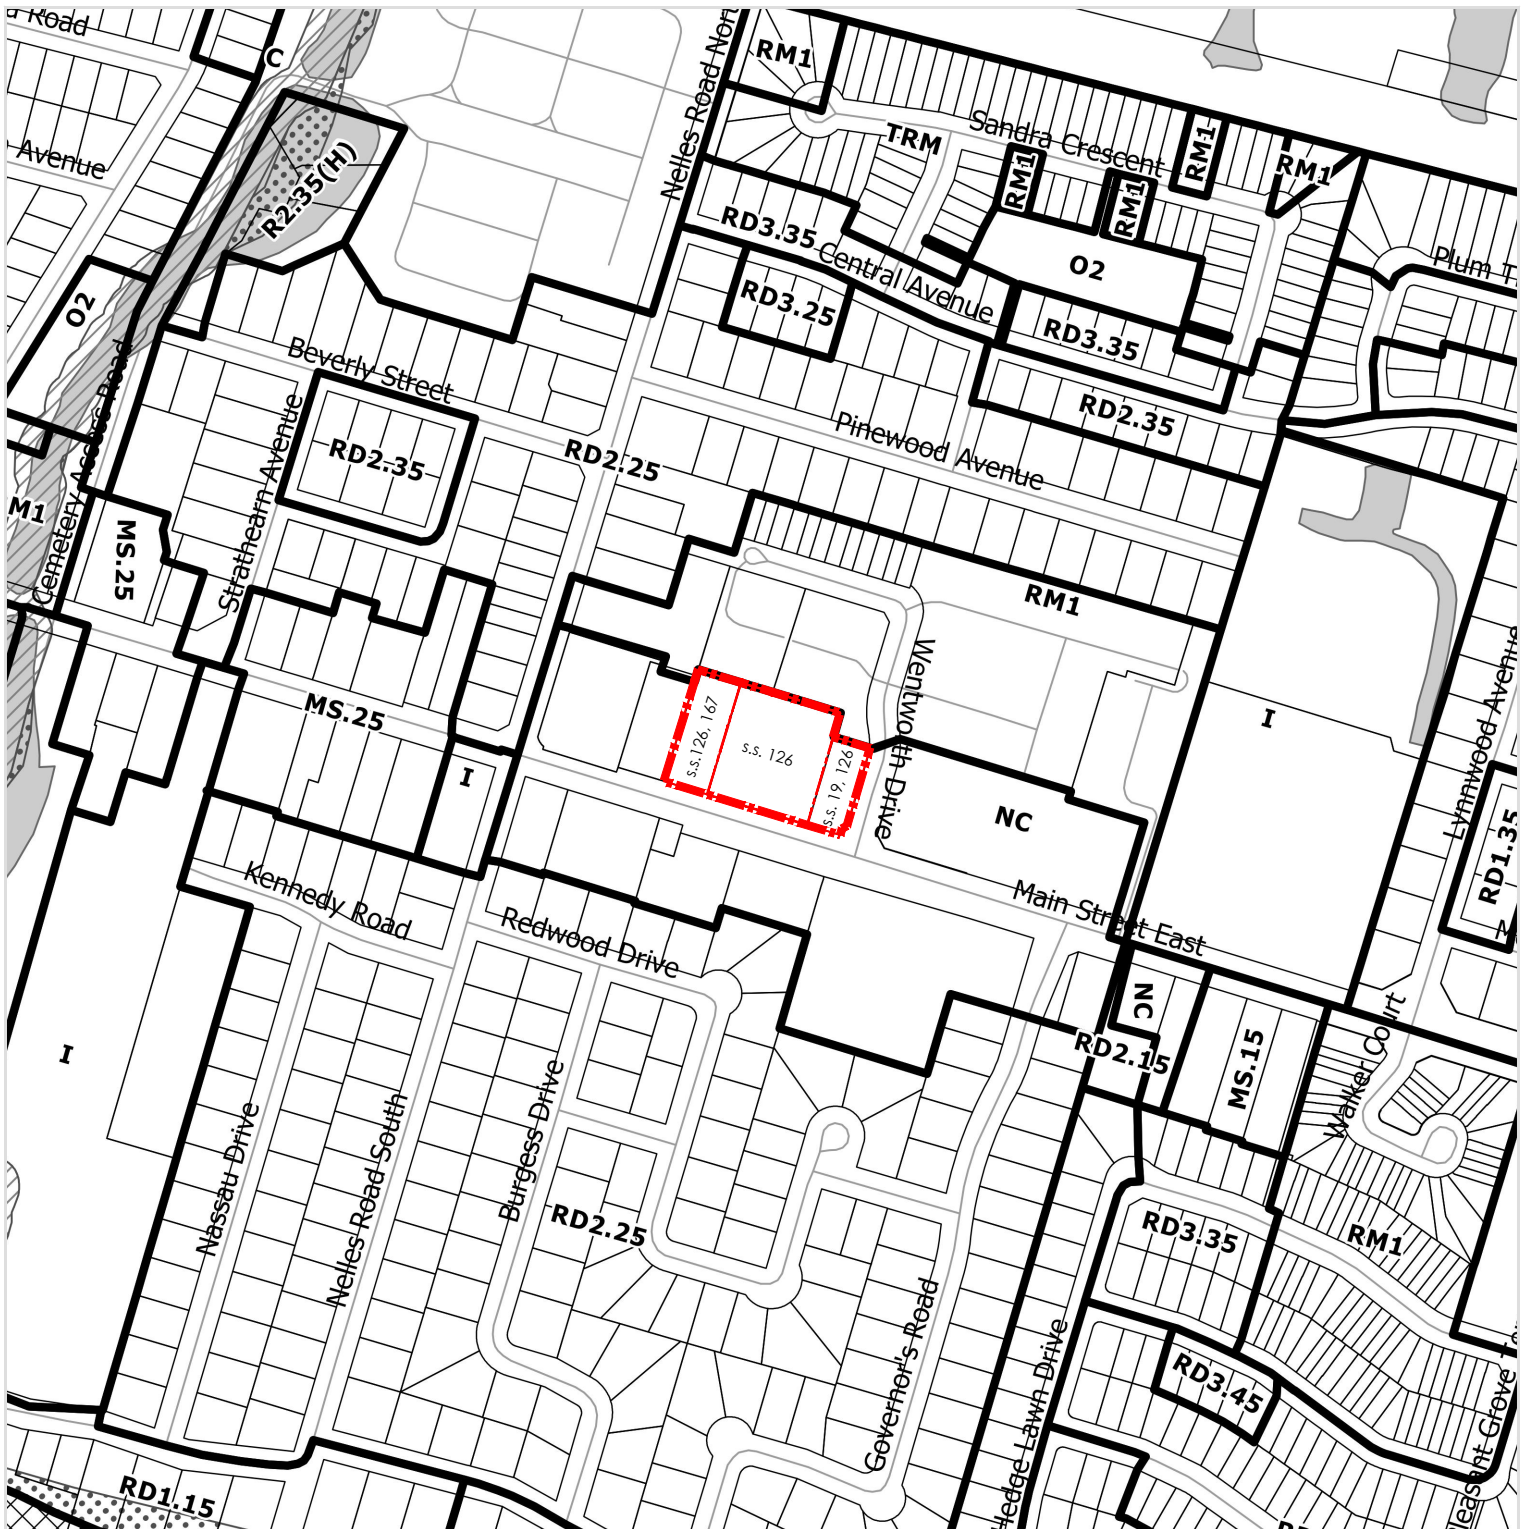 Road
C
RM1
Nelles Road
TRM
Sandra Crescent
RM1
RM1
RM1
RM1
Avenue
R2.35(H)
RD3.35
Central Avenue
O2
Plum
O2
RD3.25
RD3.35
Beverly Street
RD2.35
Cemetery Access Road
Strathearn Avenue
RD2.35
RD2.25
Pinewood Avenue
M1
MS.25
RM1
Wentworth Drive
MS.25
I
s.s. 126, 167
s.s. 126
s.s. 19, 126
NC
I
Lynnwood Avenue
RD1.35
Kennedy Road
Redwood Drive
Main Street East
NC
RD2.15
MS.15
Walker Court
I
Nassau Drive
Nelles Road South
Burgess Drive
RD2.25
RD3.35
RM1
Governor's Road
Hedge Lawn Drive
RD3.45
Grove
RD1.15